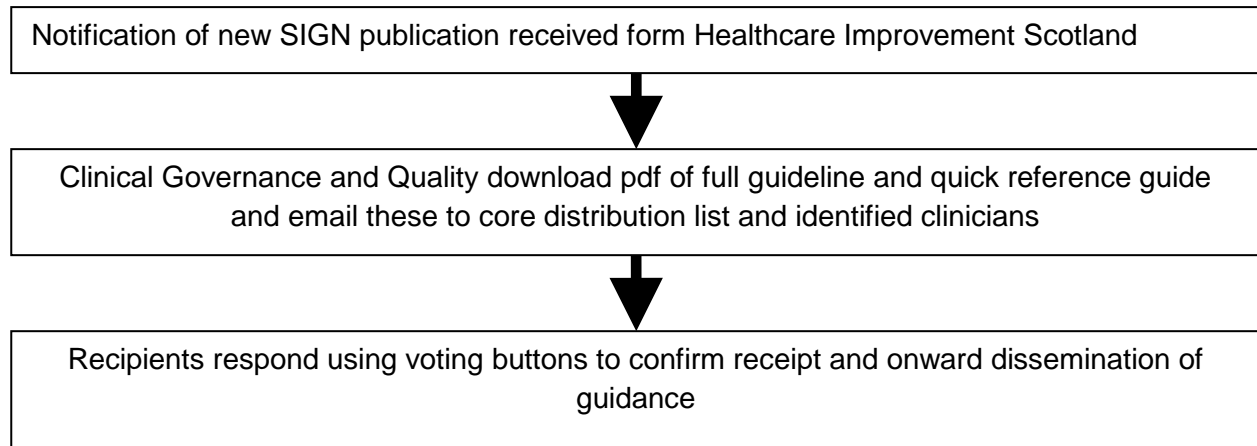 Notification of new SIGN publication received form Healthcare Improvement Scotland
Clinical Governance and Quality download pdf of full guideline and quick reference guide
and email these to core distribution list and identified clinicians
Recipients respond using voting buttons to confirm receipt and onward dissemination of
guidance